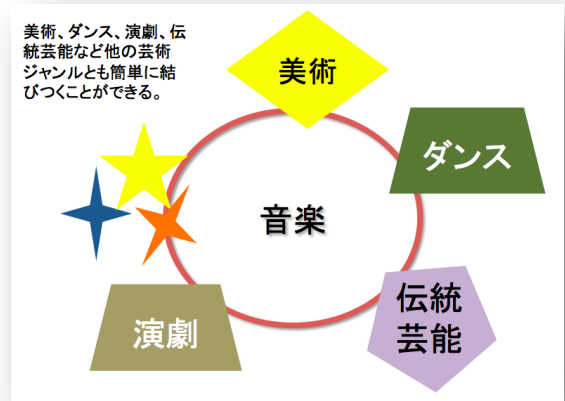 美術、ダンス、演劇、伝
統芸能など他の芸術
ジャンルとも簡単に結
びつくことができる。
美術
ダンス
音楽
伝統
芸能
演劇